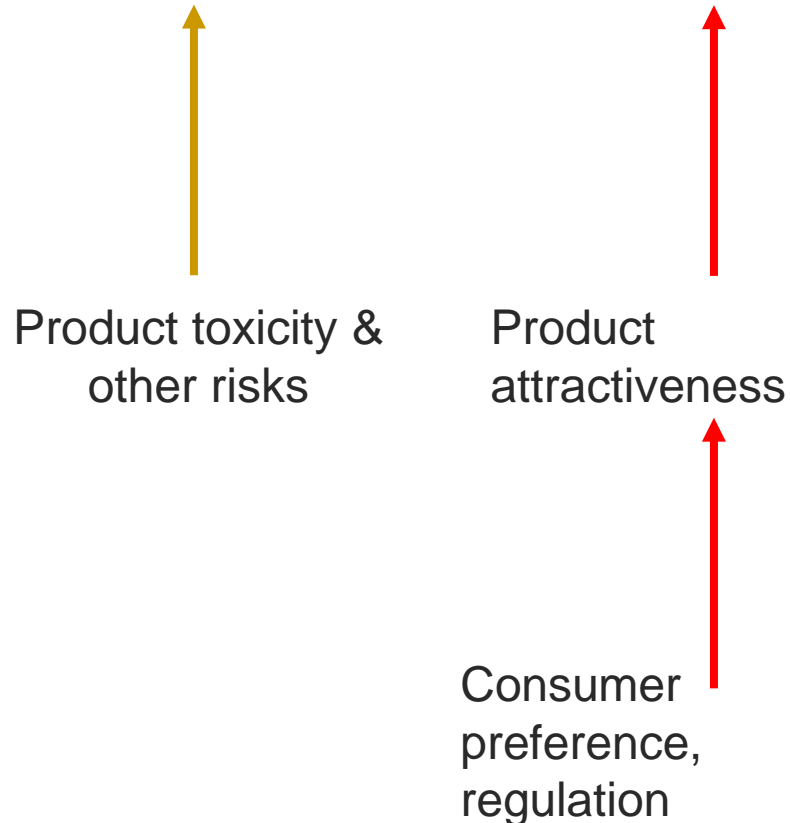 Product toxicity &
other risks
Product
attractiveness
Consumer
preference,
regulation